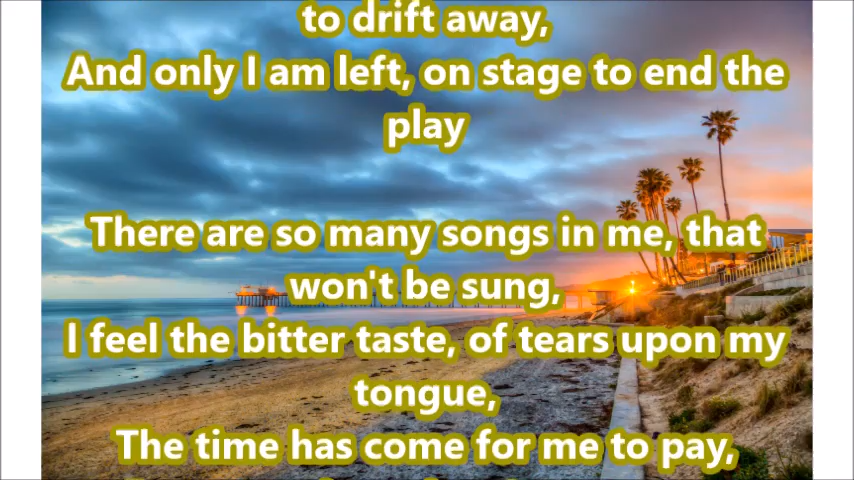 to drift away,
And only I am left, on stage to end the
play
There are so many songs in me, that
won't be sung,
I feel the bitter taste, of tears upon my
tongue,
The time has come for me to pay,